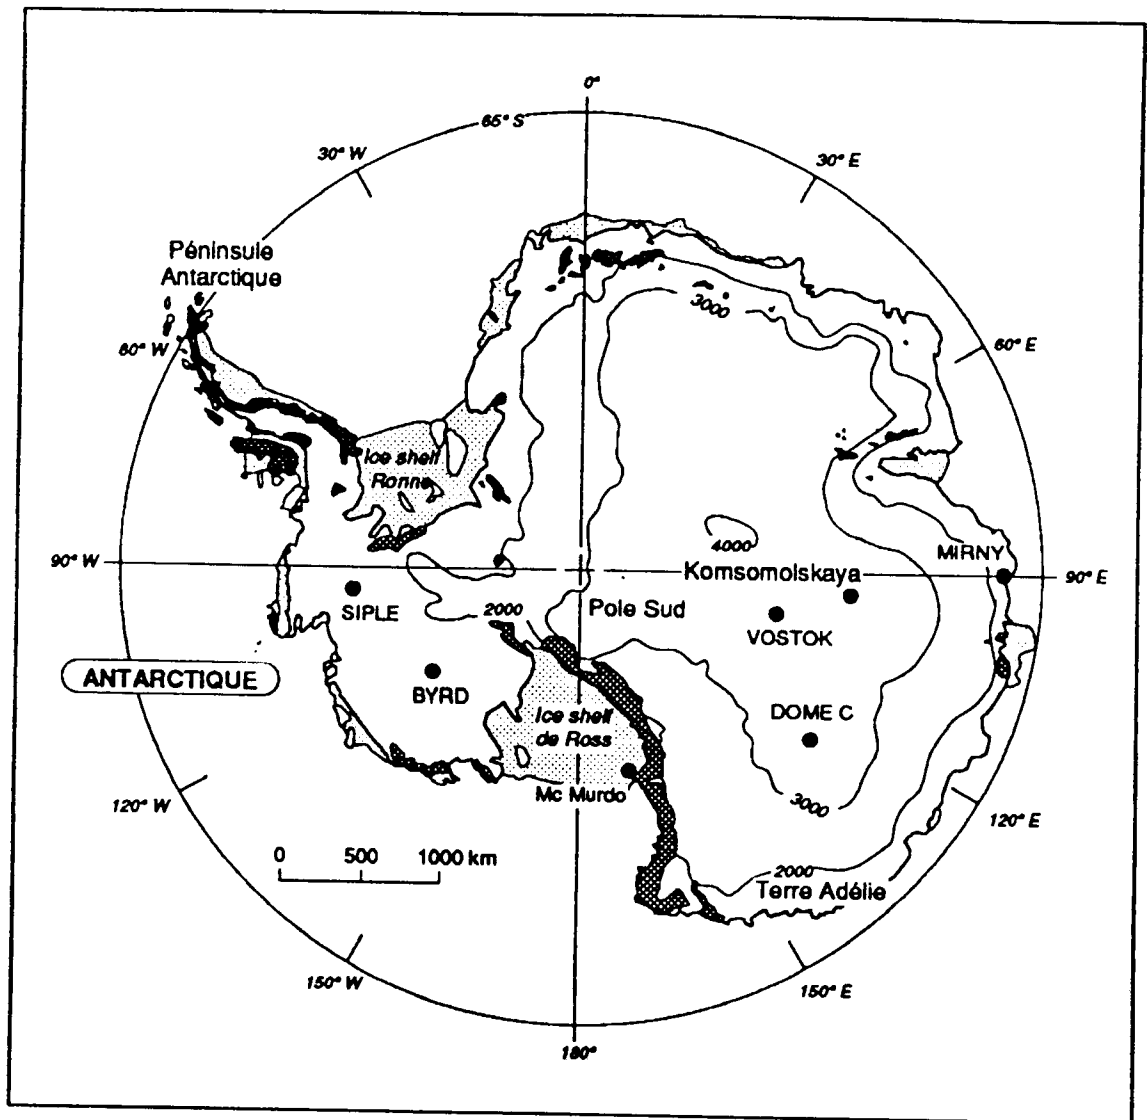 0°
65° S
30° W
30° E
Péninsule
Antarctique
3000
60° W
60° E
Ice shelf
Ronne
4000
MIRNY
90° W
Komsomolskaya
90° E
SIPLE
2000
Pole Sud
VOSTOK
ANTARCTIQUE
BYRD
DOME C
Ice shelf
de Ross
Mc Murdo
3000
120° W
120° E
0 500 1000 km
2000
Terre Adélie
150° W
150° E
180°